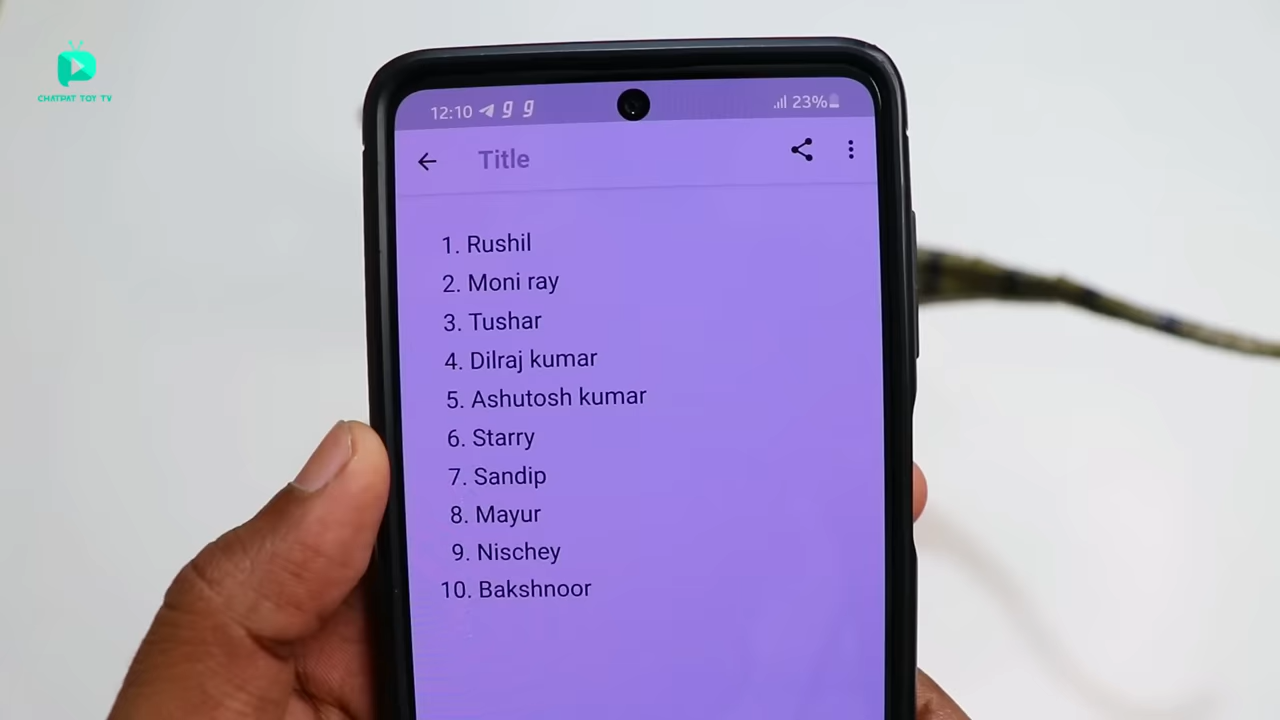 CHATPAT TOY TV
12:10 g g 23%
Title
1. Rushil
2. Moni ray
3. Tushar
4. Dilraj kumar
5. Ashutosh kumar
6. Starry
7. Sandip
8. Mayur
9. Nischey
10. Bakshnoor